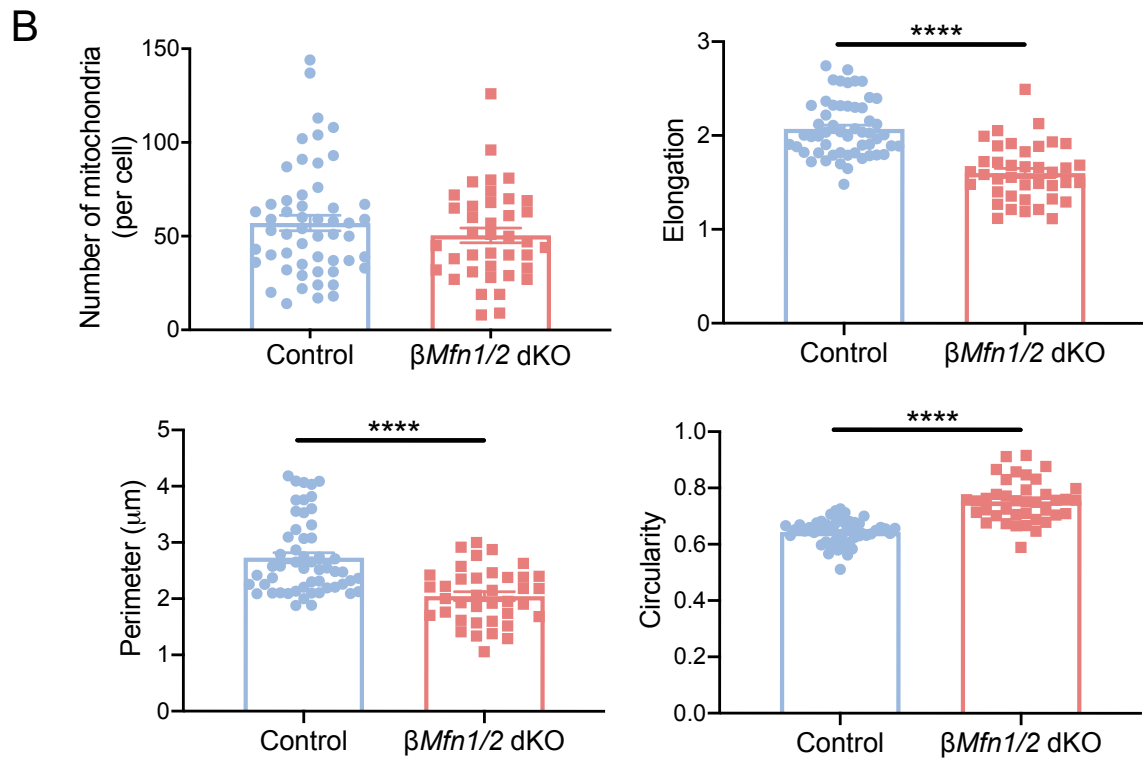 B
Number of mitochondria
(per cell)
150
100
50
0
Control
βMfn1/2 dKO
Elongation
3
2
1
0
****
Control
βMfn1/2 dKO
Perimeter (μm)
5
4
3
2
1
0
****
Control
βMfn1/2 dKO
Circularity
1.0
0.8
0.6
0.4
0.2
0.0
****
Control
βMfn1/2 dKO